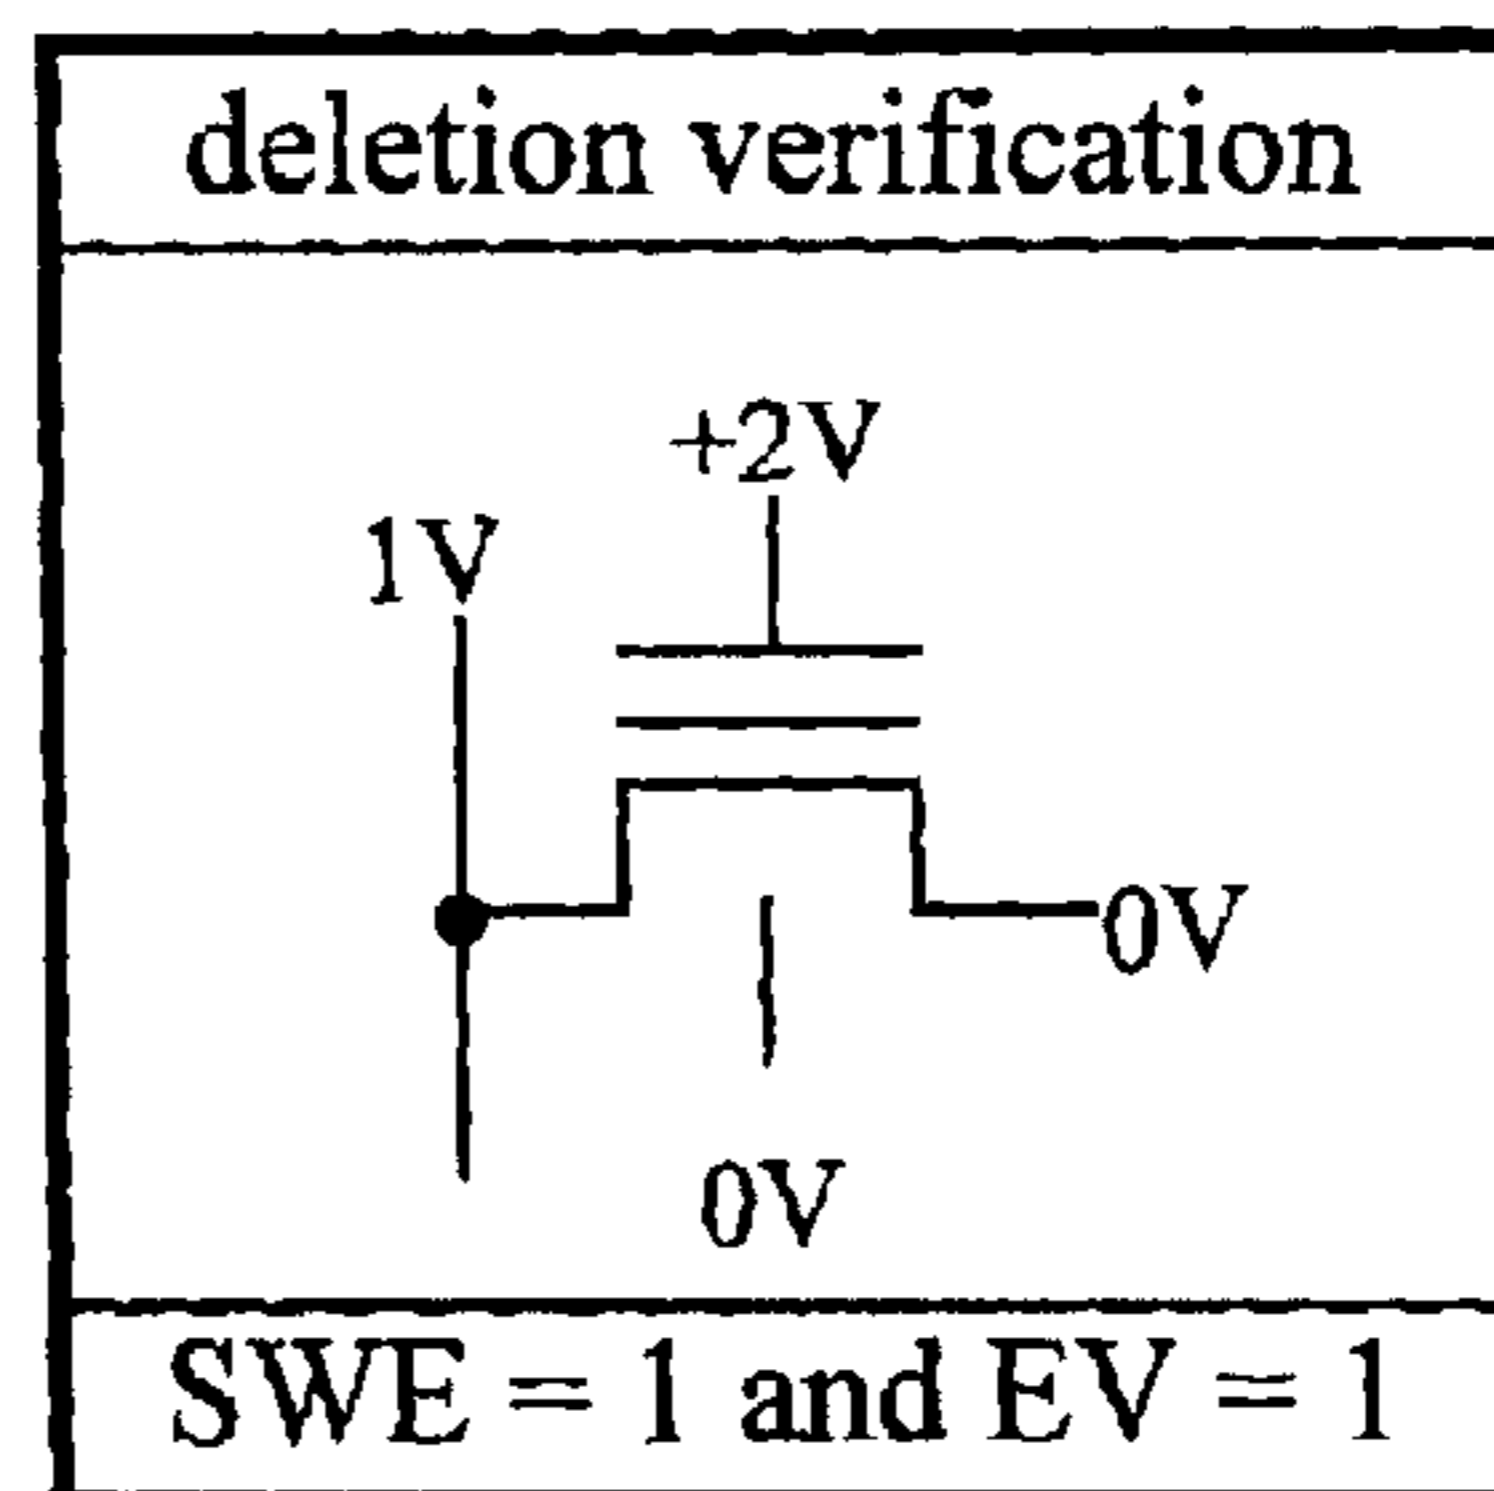 deletion verification
+2V
1V
0V
0V
SWE = 1 and EV = 1